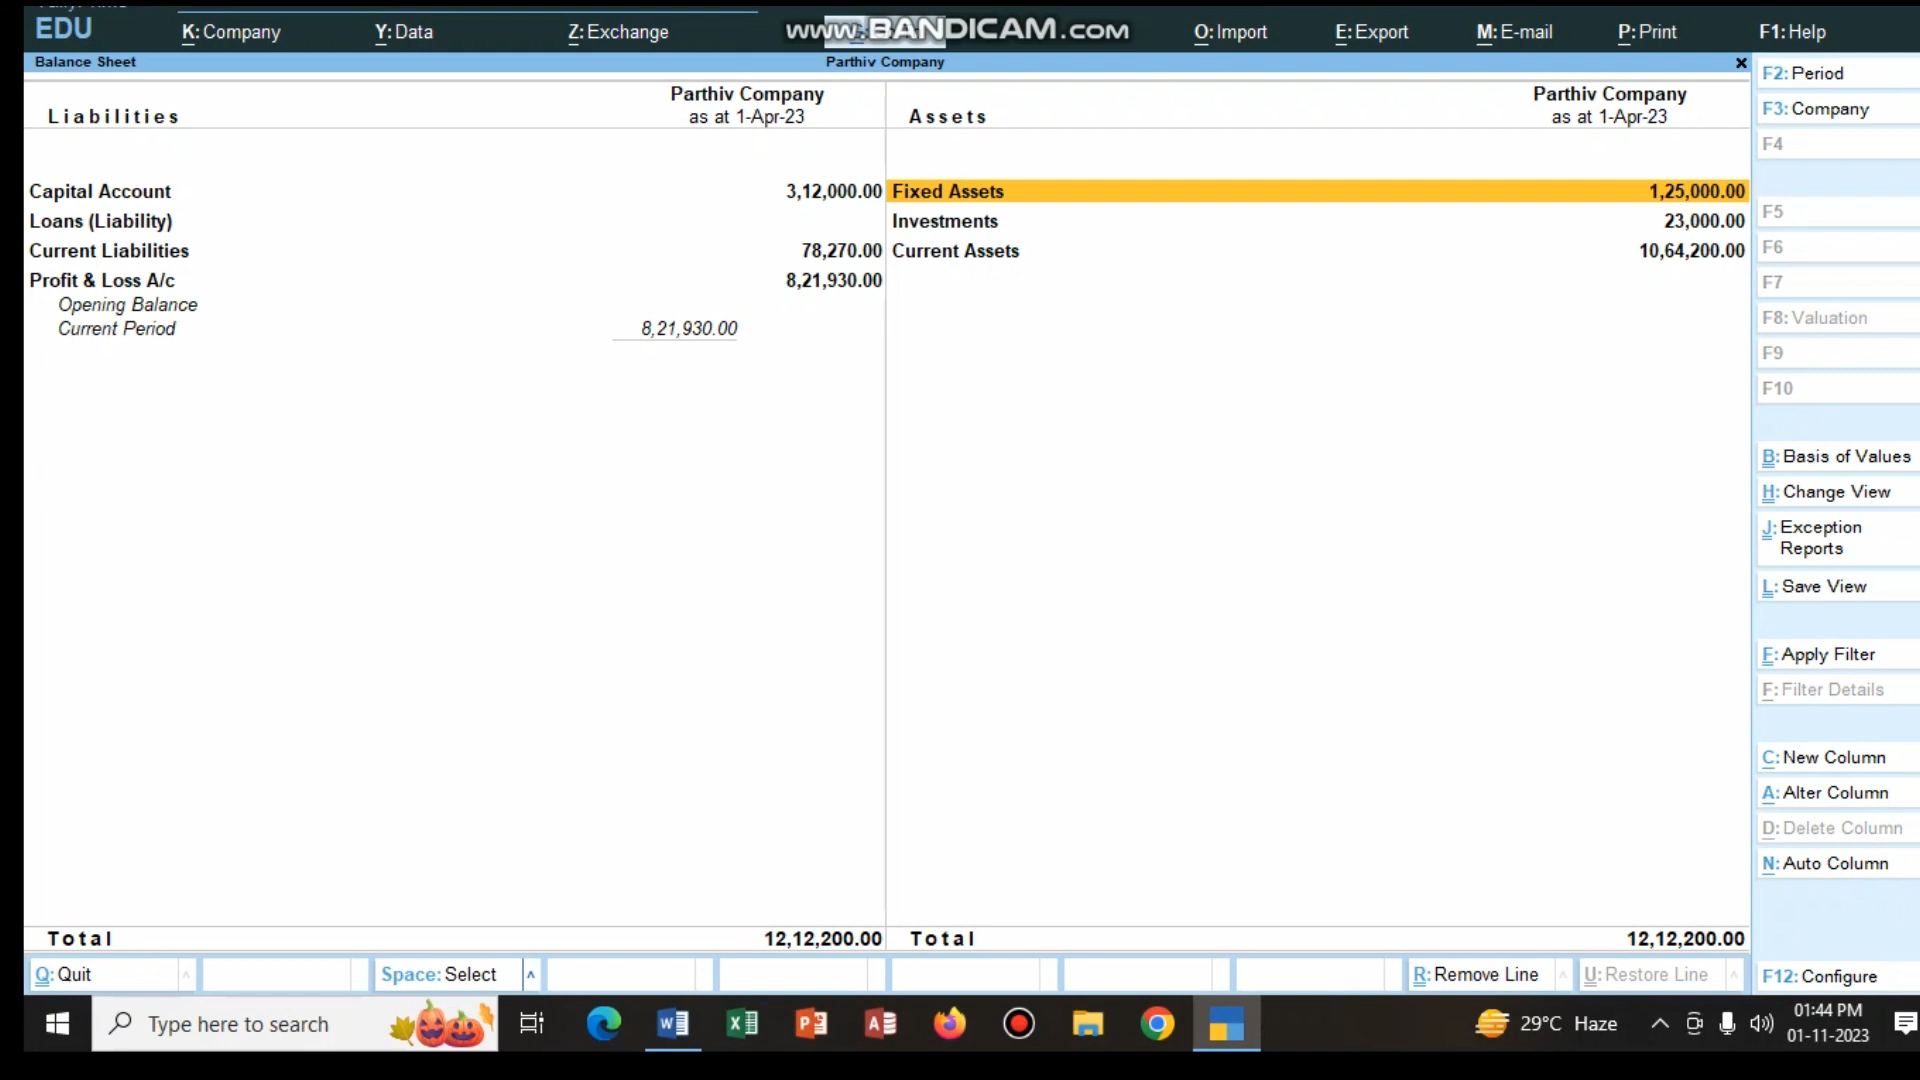 EDU
K: Company
Y: Data
Z: Exchange
www.BANDICAM.COM
O: Import
E: Export
M: E-mail
P: Print
F1: Help
Balance Sheet
Parthiv Company
x
Liabilities
Parthiv Company
as at 1-Apr-23
Assets
Parthiv Company
as at 1-Apr-23
Capital Account 3,12,000.00
Loans (Liability)
Current Liabilities 78,270.00
Profit & Loss A/c 8,21,930.00
Opening Balance
Current Period 8,21,930.00
Fixed Assets 1,25,000.00
Investments 23,000.00
Current Assets 10,64,200.00
Total 12,12,200.00
Total 12,12,200.00
F2: Period
F3: Company
F4
F5
F6
F7
F8: Valuation
F9
F10
B: Basis of Values
H: Change View
J: Exception
Reports
L: Save View
F: Apply Filter
F: Filter Details
C: New Column
A: Alter Column
D: Delete Column
N: Auto Column
F12: Configure
Q: Quit
Space: Select
R: Remove Line
U: Restore Line
Type here to search
29°C Haze
01:44 PM
01-11-2023